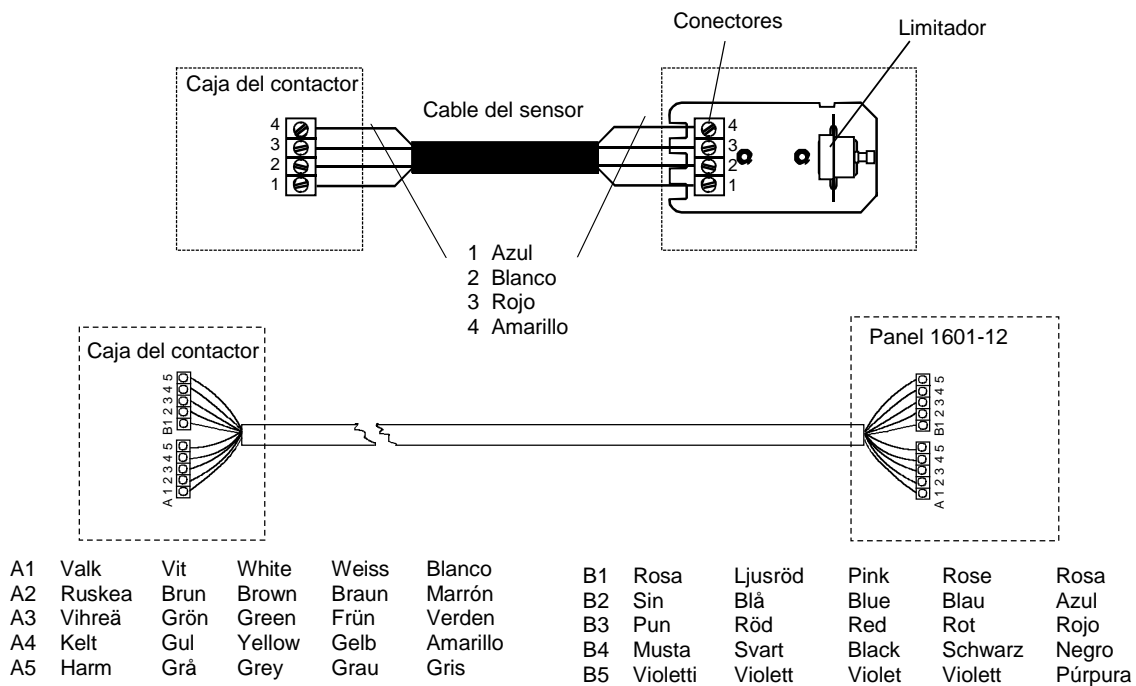 Conectores
Limitador
Caja del contactor
Cable del sensor
4
3
2
1
4
3
2
1
1 Azul
2 Blanco
3 Rojo
4 Amarillo
Caja del contactor
Panel 1601-12
B1 2 3 4 5
A 1 2 3 4 5
B1 2 3 4 5
A 1 2 3 4 5
A1 Valk Vit White Weiss Blanco
A2 Ruskea Brun Brown Braun Marrón
A3 Vihreä Grön Green Frün Verden
A4 Kelt Gul Yellow Gelb Amarillo
A5 Harm Grå Grey Grau Gris
B1 Rosa Ljusröd Pink Rose Rosa
B2 Sin Blå Blue Blau Azul
B3 Pun Röd Red Rot Rojo
B4 Musta Svart Black Schwarz Negro
B5 Violetti Violett Violet Violett Púrpura